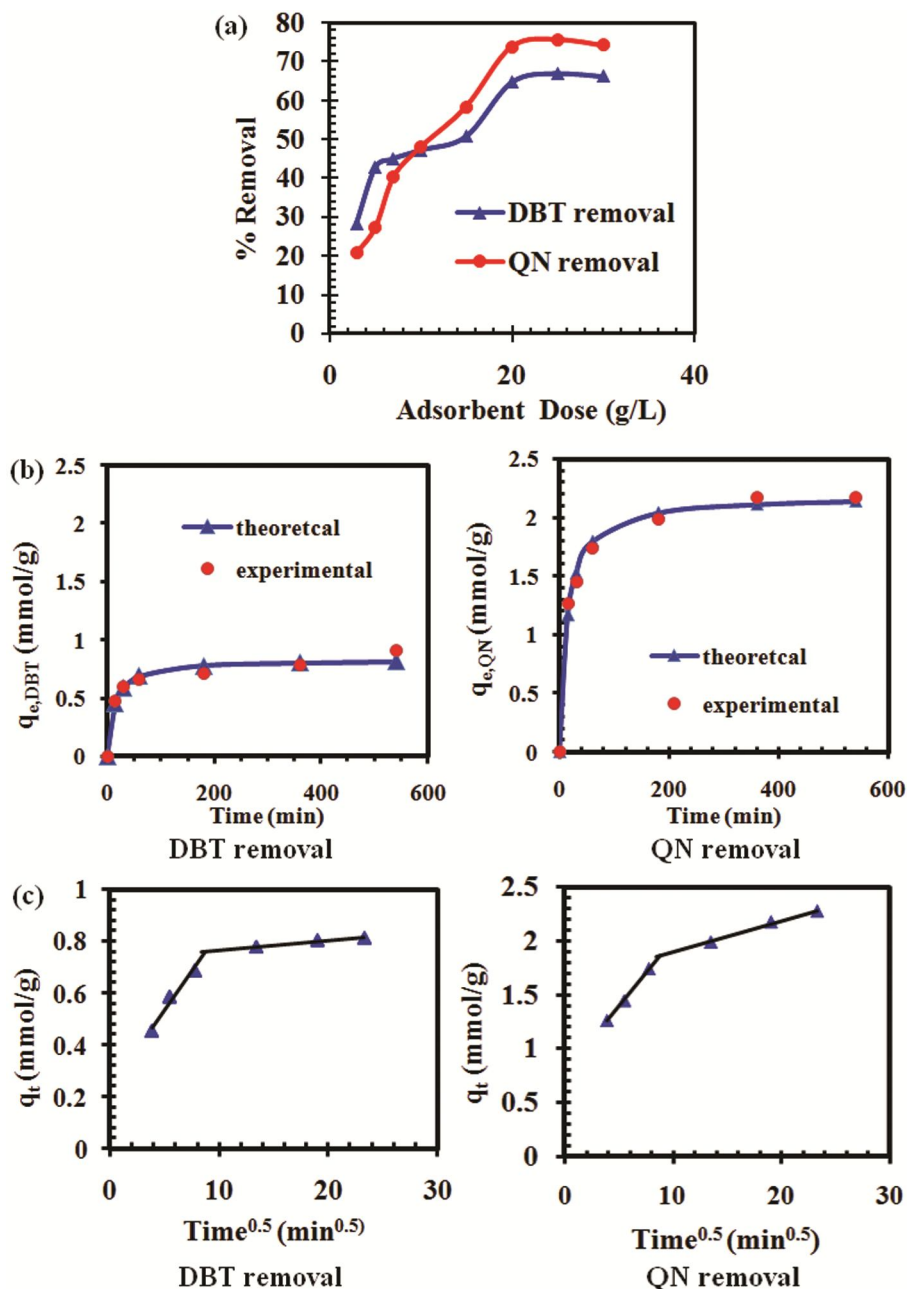 (a)
80
70
60
50
40
30
20
10
0
% Removal
DBT removal
QN removal
0 20 40
Adsorbent Dose (g/L)
(b)
2.5
2
1.5
1
0.5
0
qe,DBT (mmol/g)
theoretcal
experimental
0 200 400 600
Time (min)
DBT removal
2.5
2
1.5
1
0.5
0
qe,QN (mmol/g)
theoretcal
experimental
0 200 400 600
Time (min)
QN removal
(c)
1
0.8
0.6
0.4
0.2
0
qt (mmol/g)
0 10 20 30
Time0.5 (min0.5)
DBT removal
2.5
2
1.5
1
0.5
0
qt (mmol/g)
0 10 20 30
Time0.5 (min0.5)
QN removal